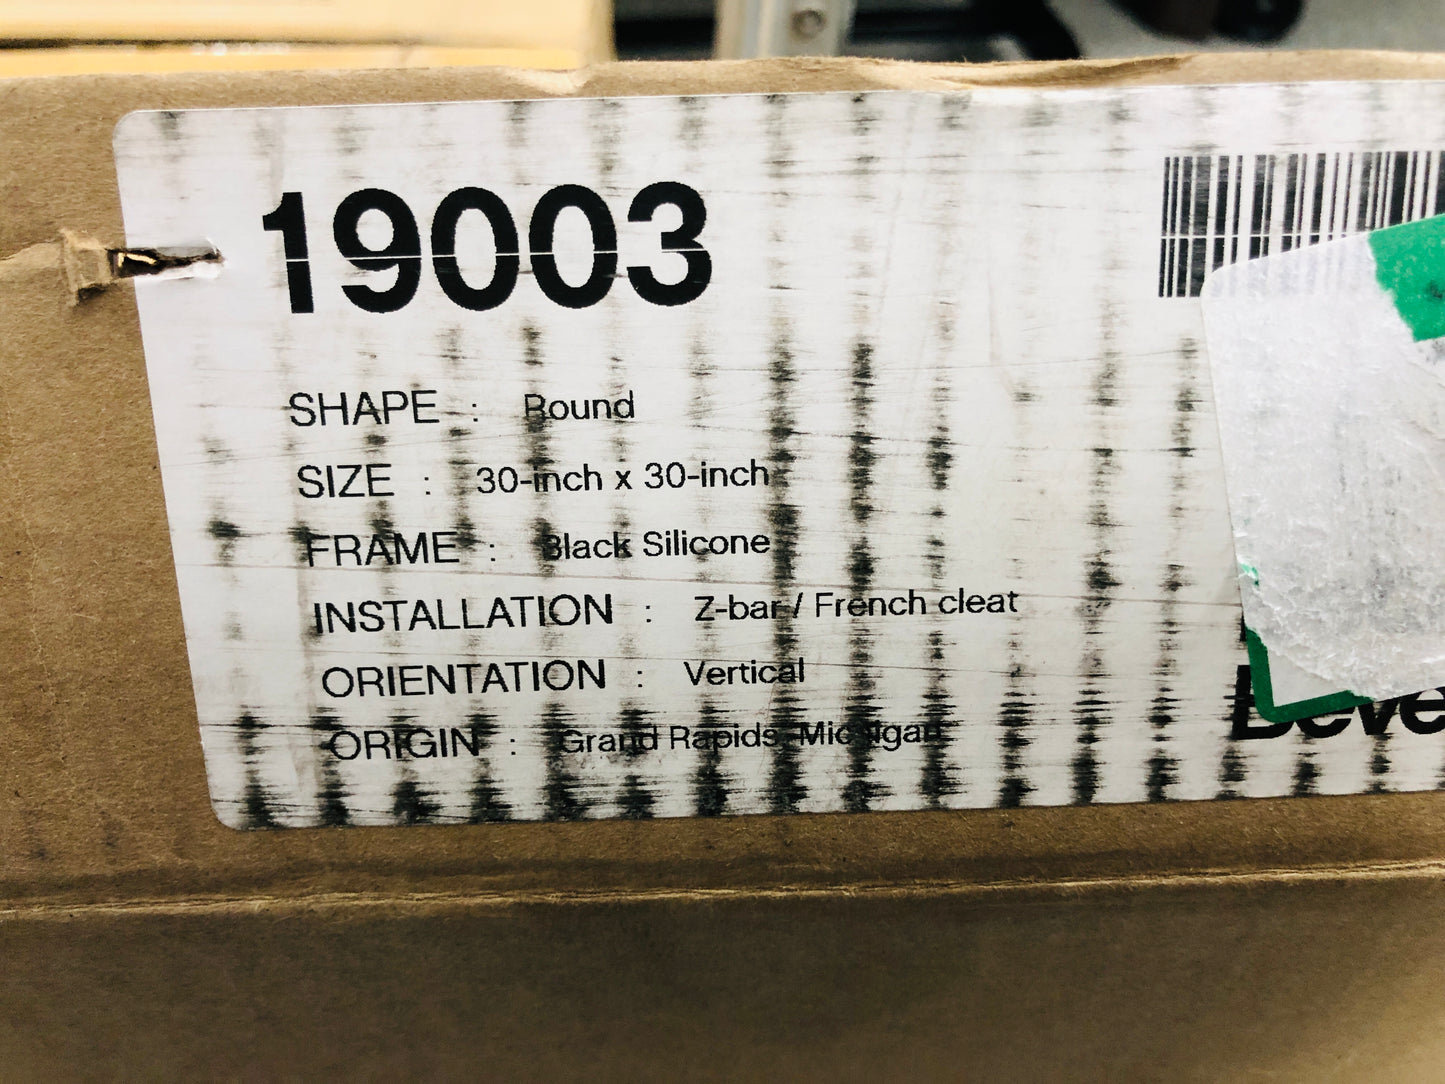 19003
SHAPE : Round
SIZE : 30-inch x 30-inch
FRAME : Black Silicone
INSTALLATION : Z-bar / French cleat
ORIENTATION : Vertical
ORIGIN : Grand Rapids, Michigan